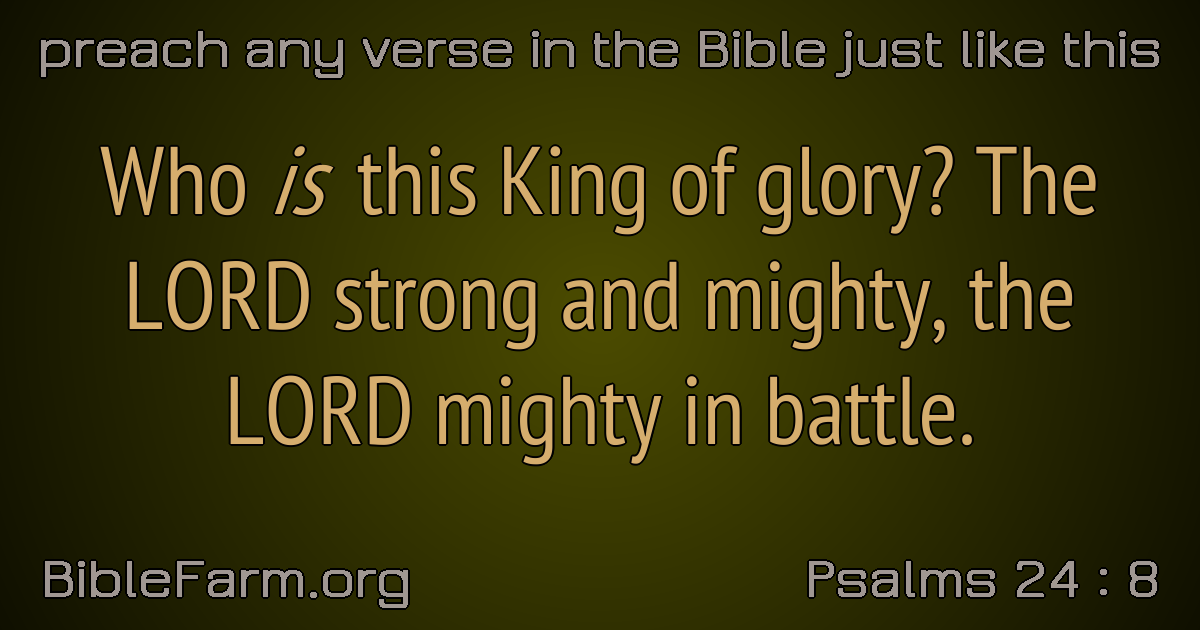 preach any verse in the Bible just like this
Who is this King of glory? The
LORD strong and mighty, the
LORD mighty in battle.
BibleFarm.org
Psalms 24 : 8